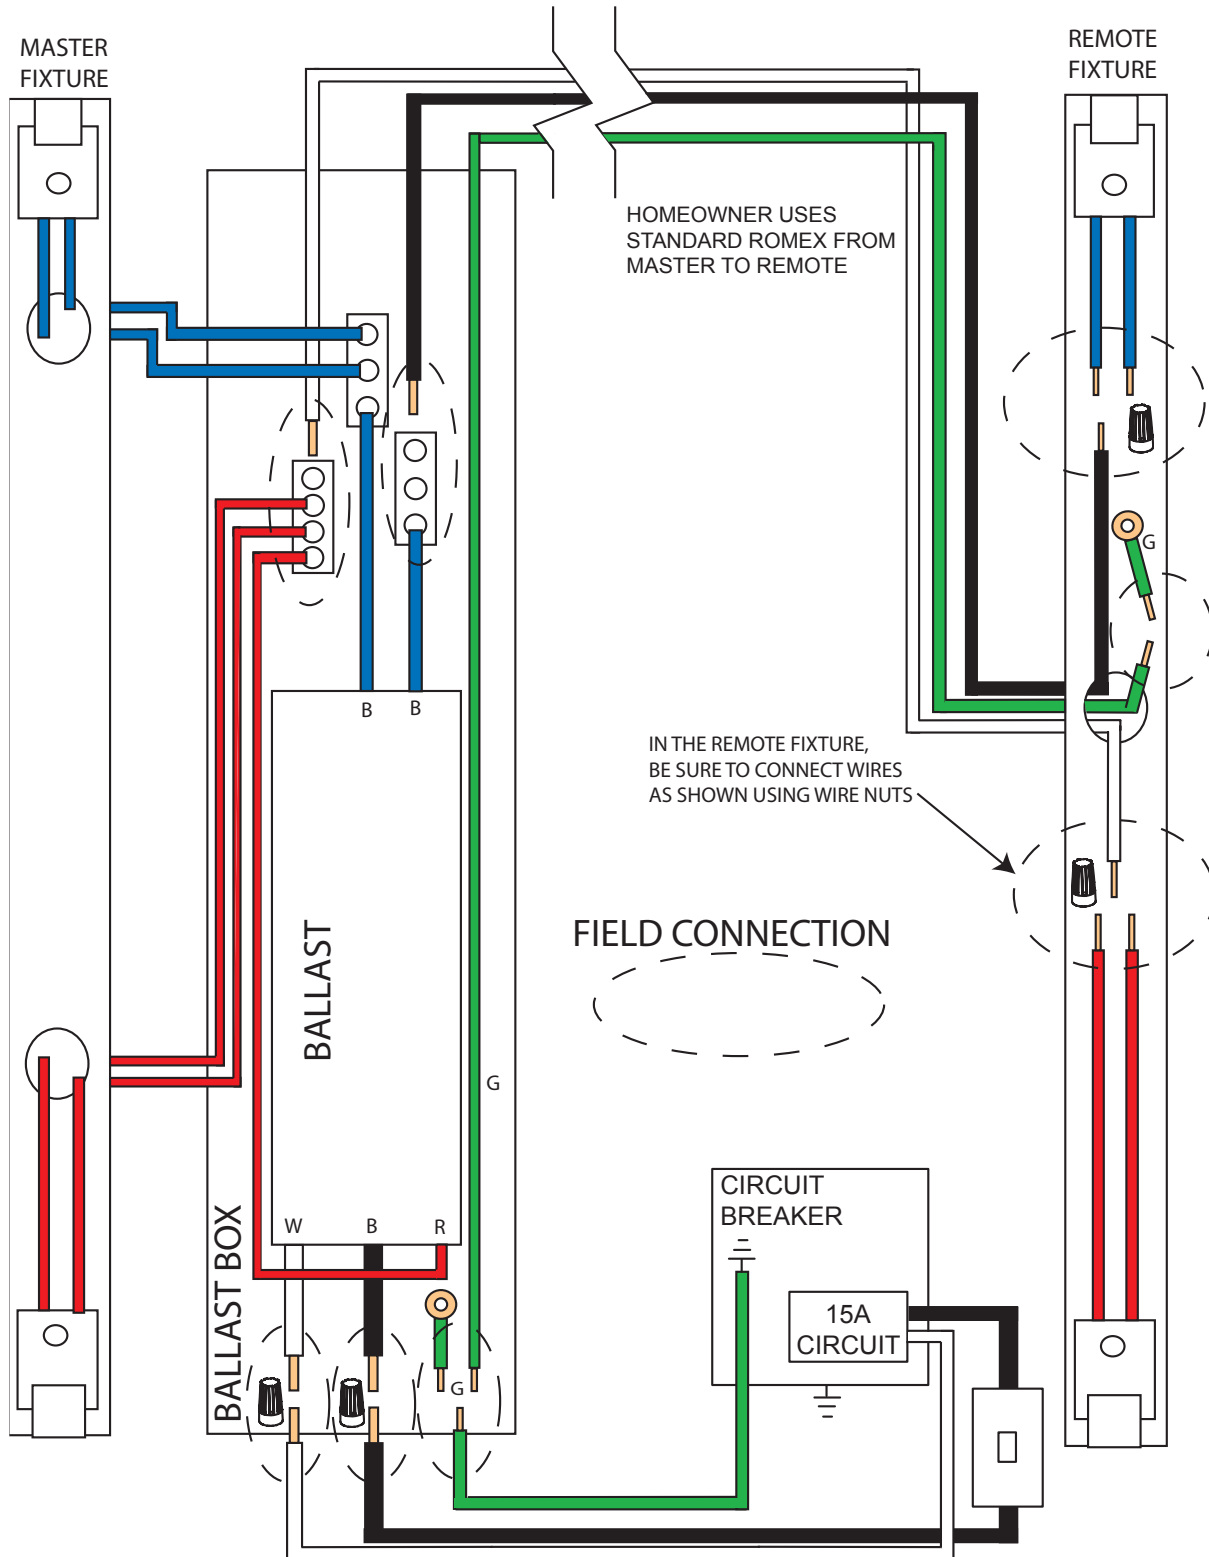 MASTER
FIXTURE
REMOTE
FIXTURE
HOMEOWNER USES
STANDARD ROMEX FROM
MASTER TO REMOTE
G
B
B
IN THE REMOTE FIXTURE,
BE SURE TO CONNECT WIRES
AS SHOWN USING WIRE NUTS
FIELD CONNECTION
BALLAST
G
CIRCUIT
BREAKER
W
B
R
BALLAST BOX
15A
CIRCUIT
G